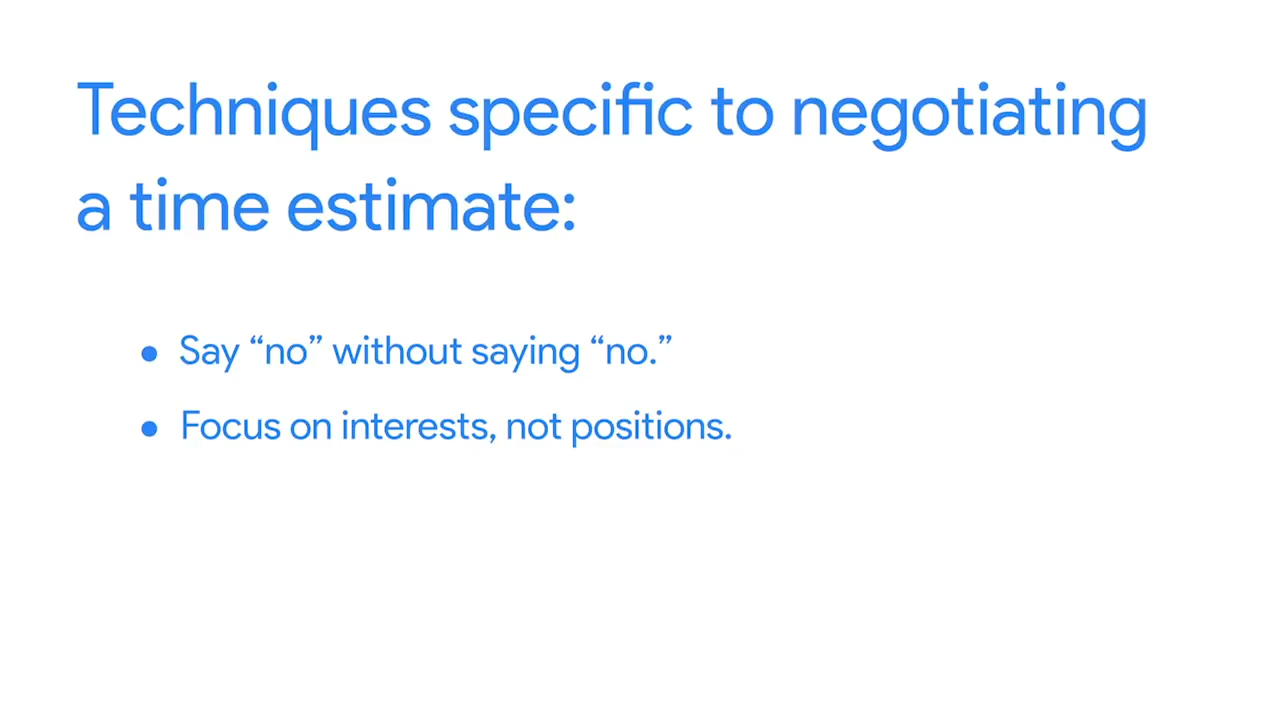 Techniques specific to negotiating
a time estimate:
● Say “no” without saying “no.”
● Focus on interests, not positions.